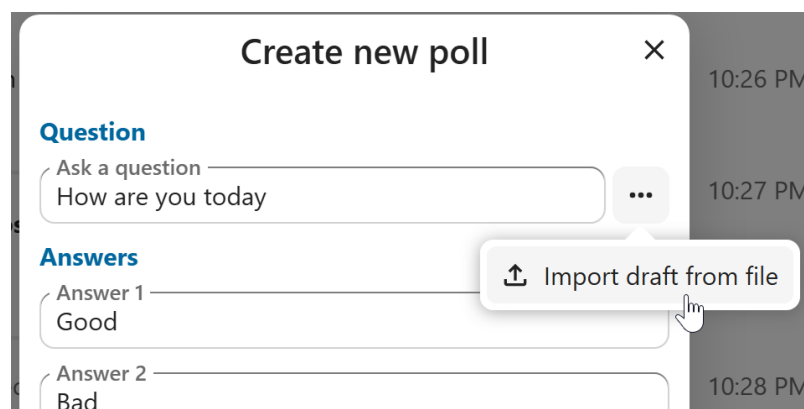 Create new poll
10:26 PM
Question
Ask a question
How are you today
10:27 PM
Answers
Import draft from file
Answer 1
Good
Answer 2
Bad
10:28 PM